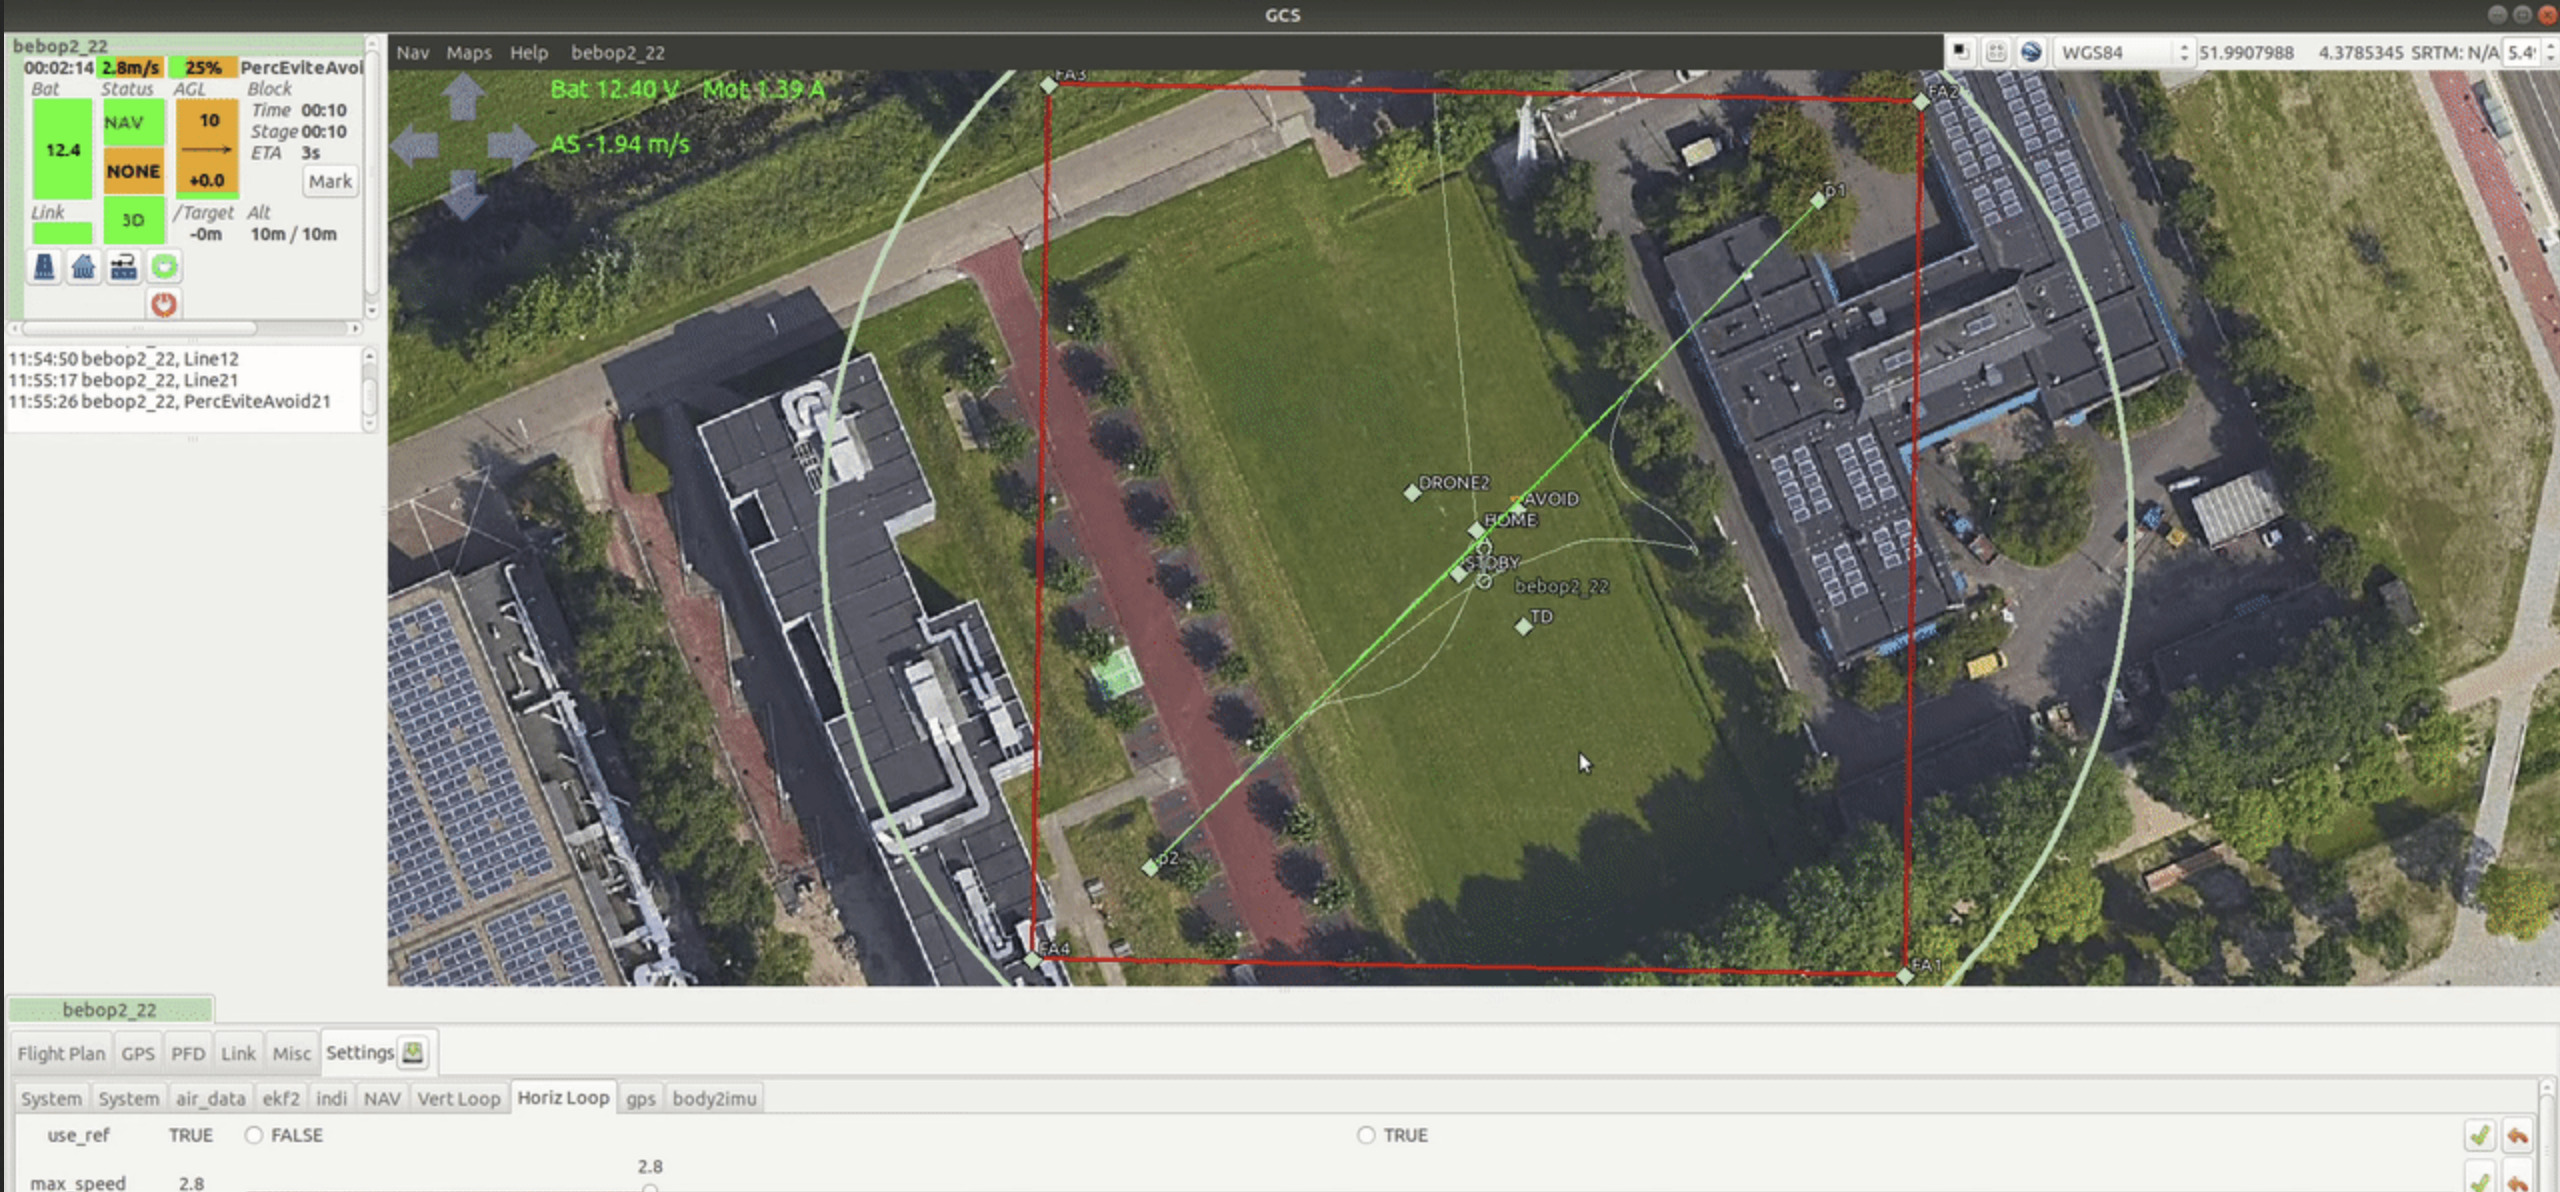 GCS
bebop2_22
00:02:14 2.8m/s 25% PercEviteAvoi
Bat Status AGL Block
12.4 NAV 10 Time 00:10
Stage 00:10
ETA 3s
NONE +0.0 Mark
Link 3D /Target Alt
-0m 10m / 10m
11:54:50 bebop2_22, Line12
11:55:17 bebop2_22, Line21
11:55:26 bebop2_22, PercEviteAvoid21
Nav Maps Help bebop2_22
WGS84 51.9907988 4.3785345 SRTM: N/A 5.4
Bat 12.40 V Mot 1.39 A
AS -1.94 m/s
FA3
FA2
p1
DRONE2
AVOID
HOME
STDBY
bebop2_22
TD
p2
FA4
FA1
bebop2_22
Flight Plan GPS PFD Link Misc Settings
System System air_data ekf2 indi NAV Vert Loop Horiz Loop gps body2imu
use_ref TRUE FALSE TRUE
2.8
max_speed 2.8